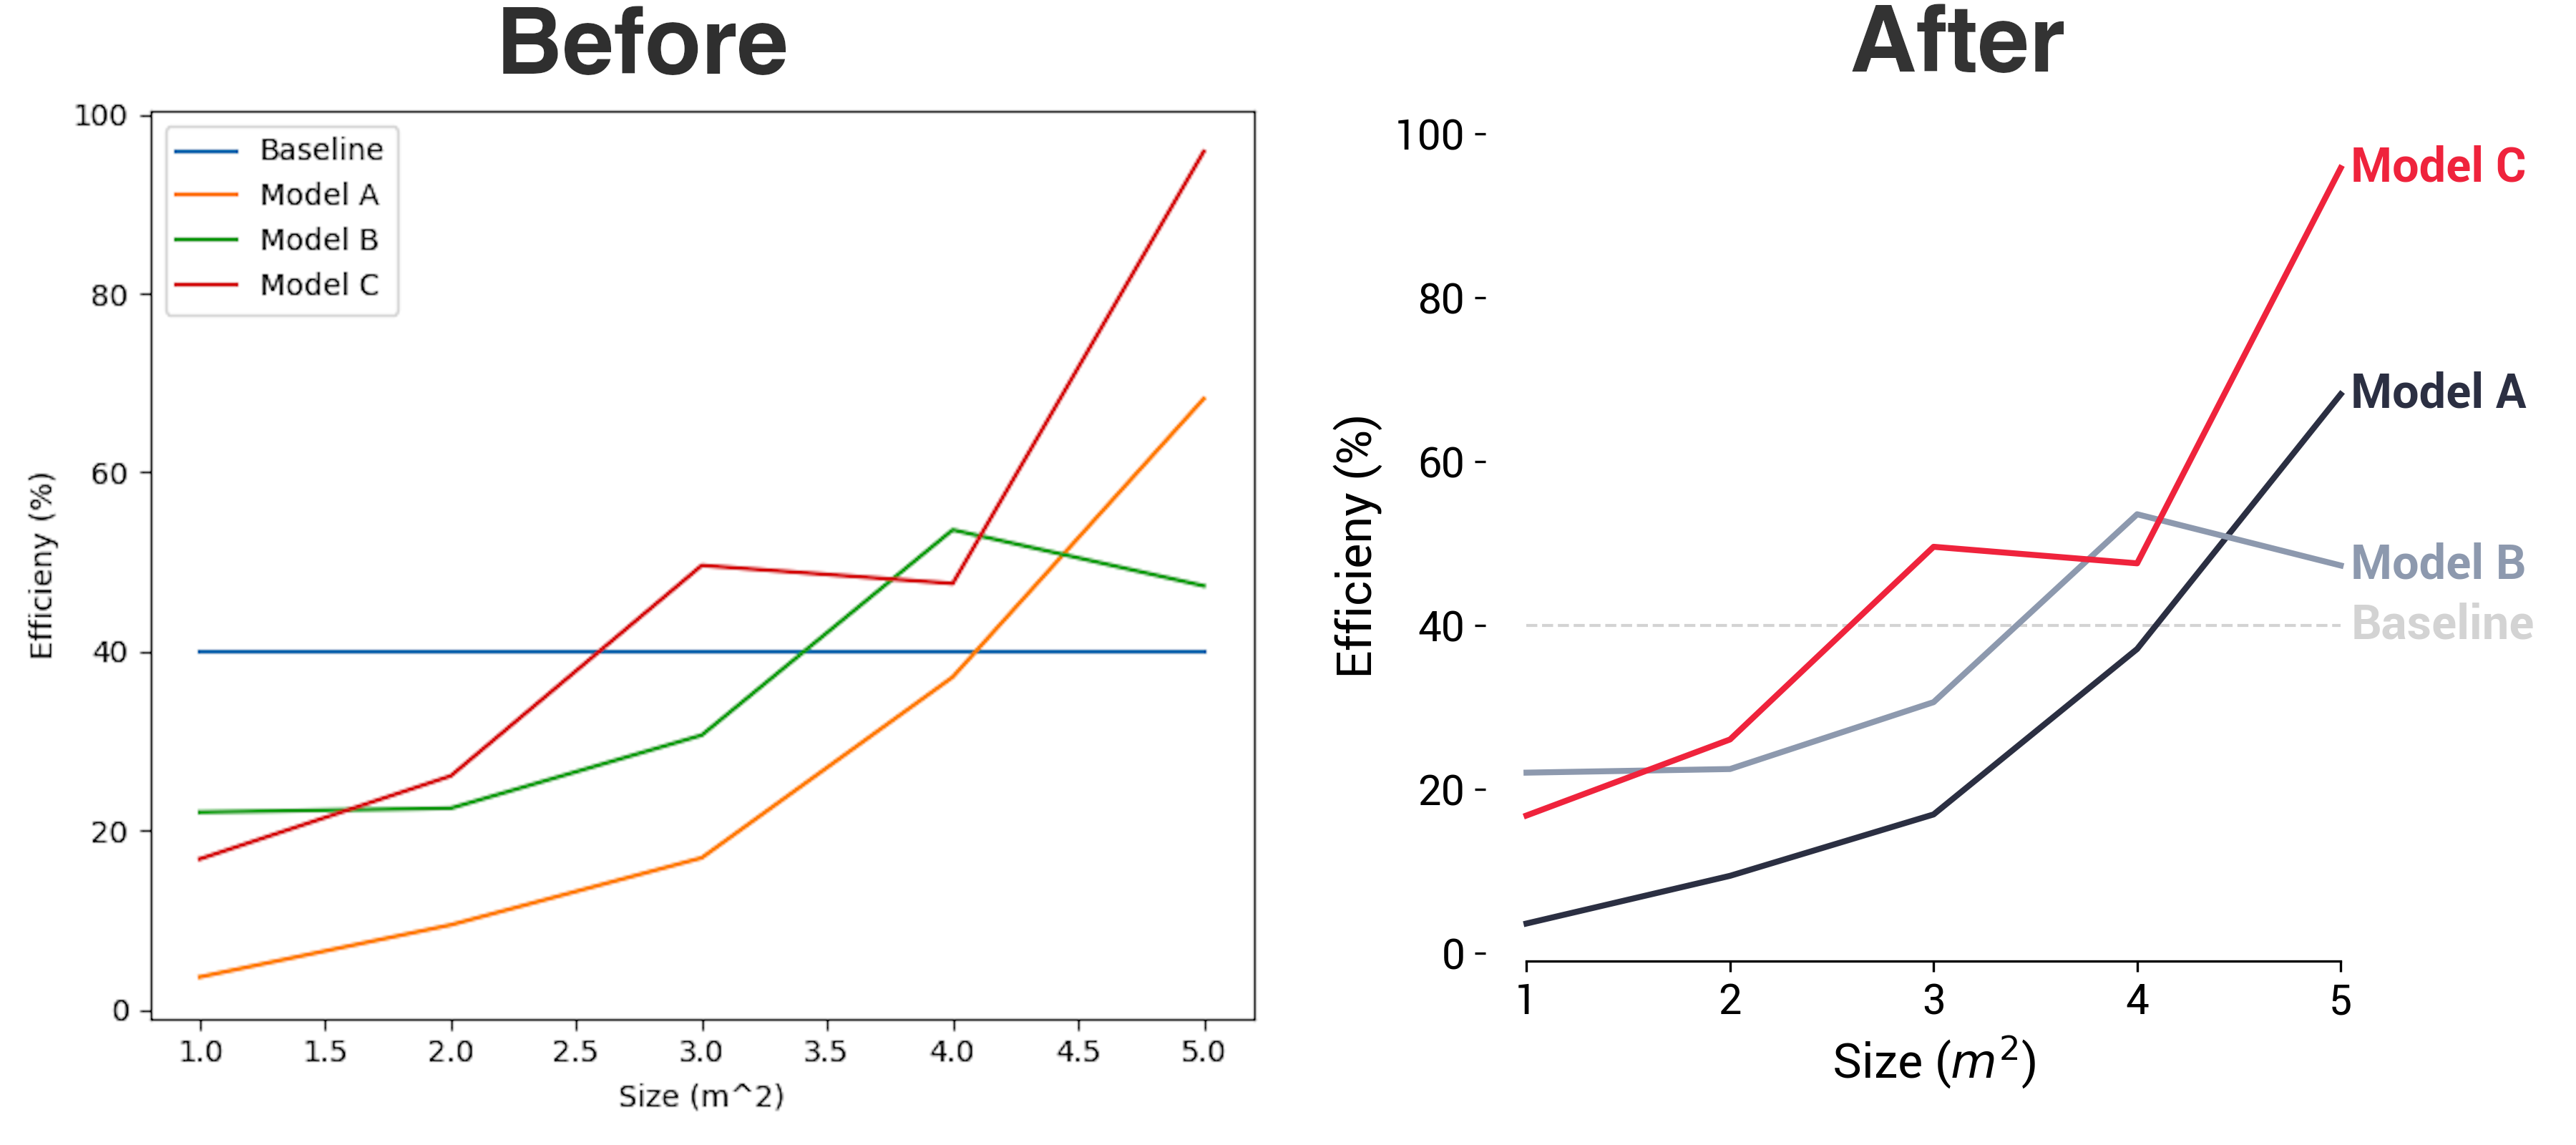 Before
100
80
60
40
20
0
Efficieny (%)
Baseline
Model A
Model B
Model C
1.0 1.5 2.0 2.5 3.0 3.5 4.0 4.5 5.0
Size (m^2)
After
100
80
60
40
20
0
Efficieny (%)
Model C
Model A
Model B
Baseline
1 2 3 4 5
Size (m²)